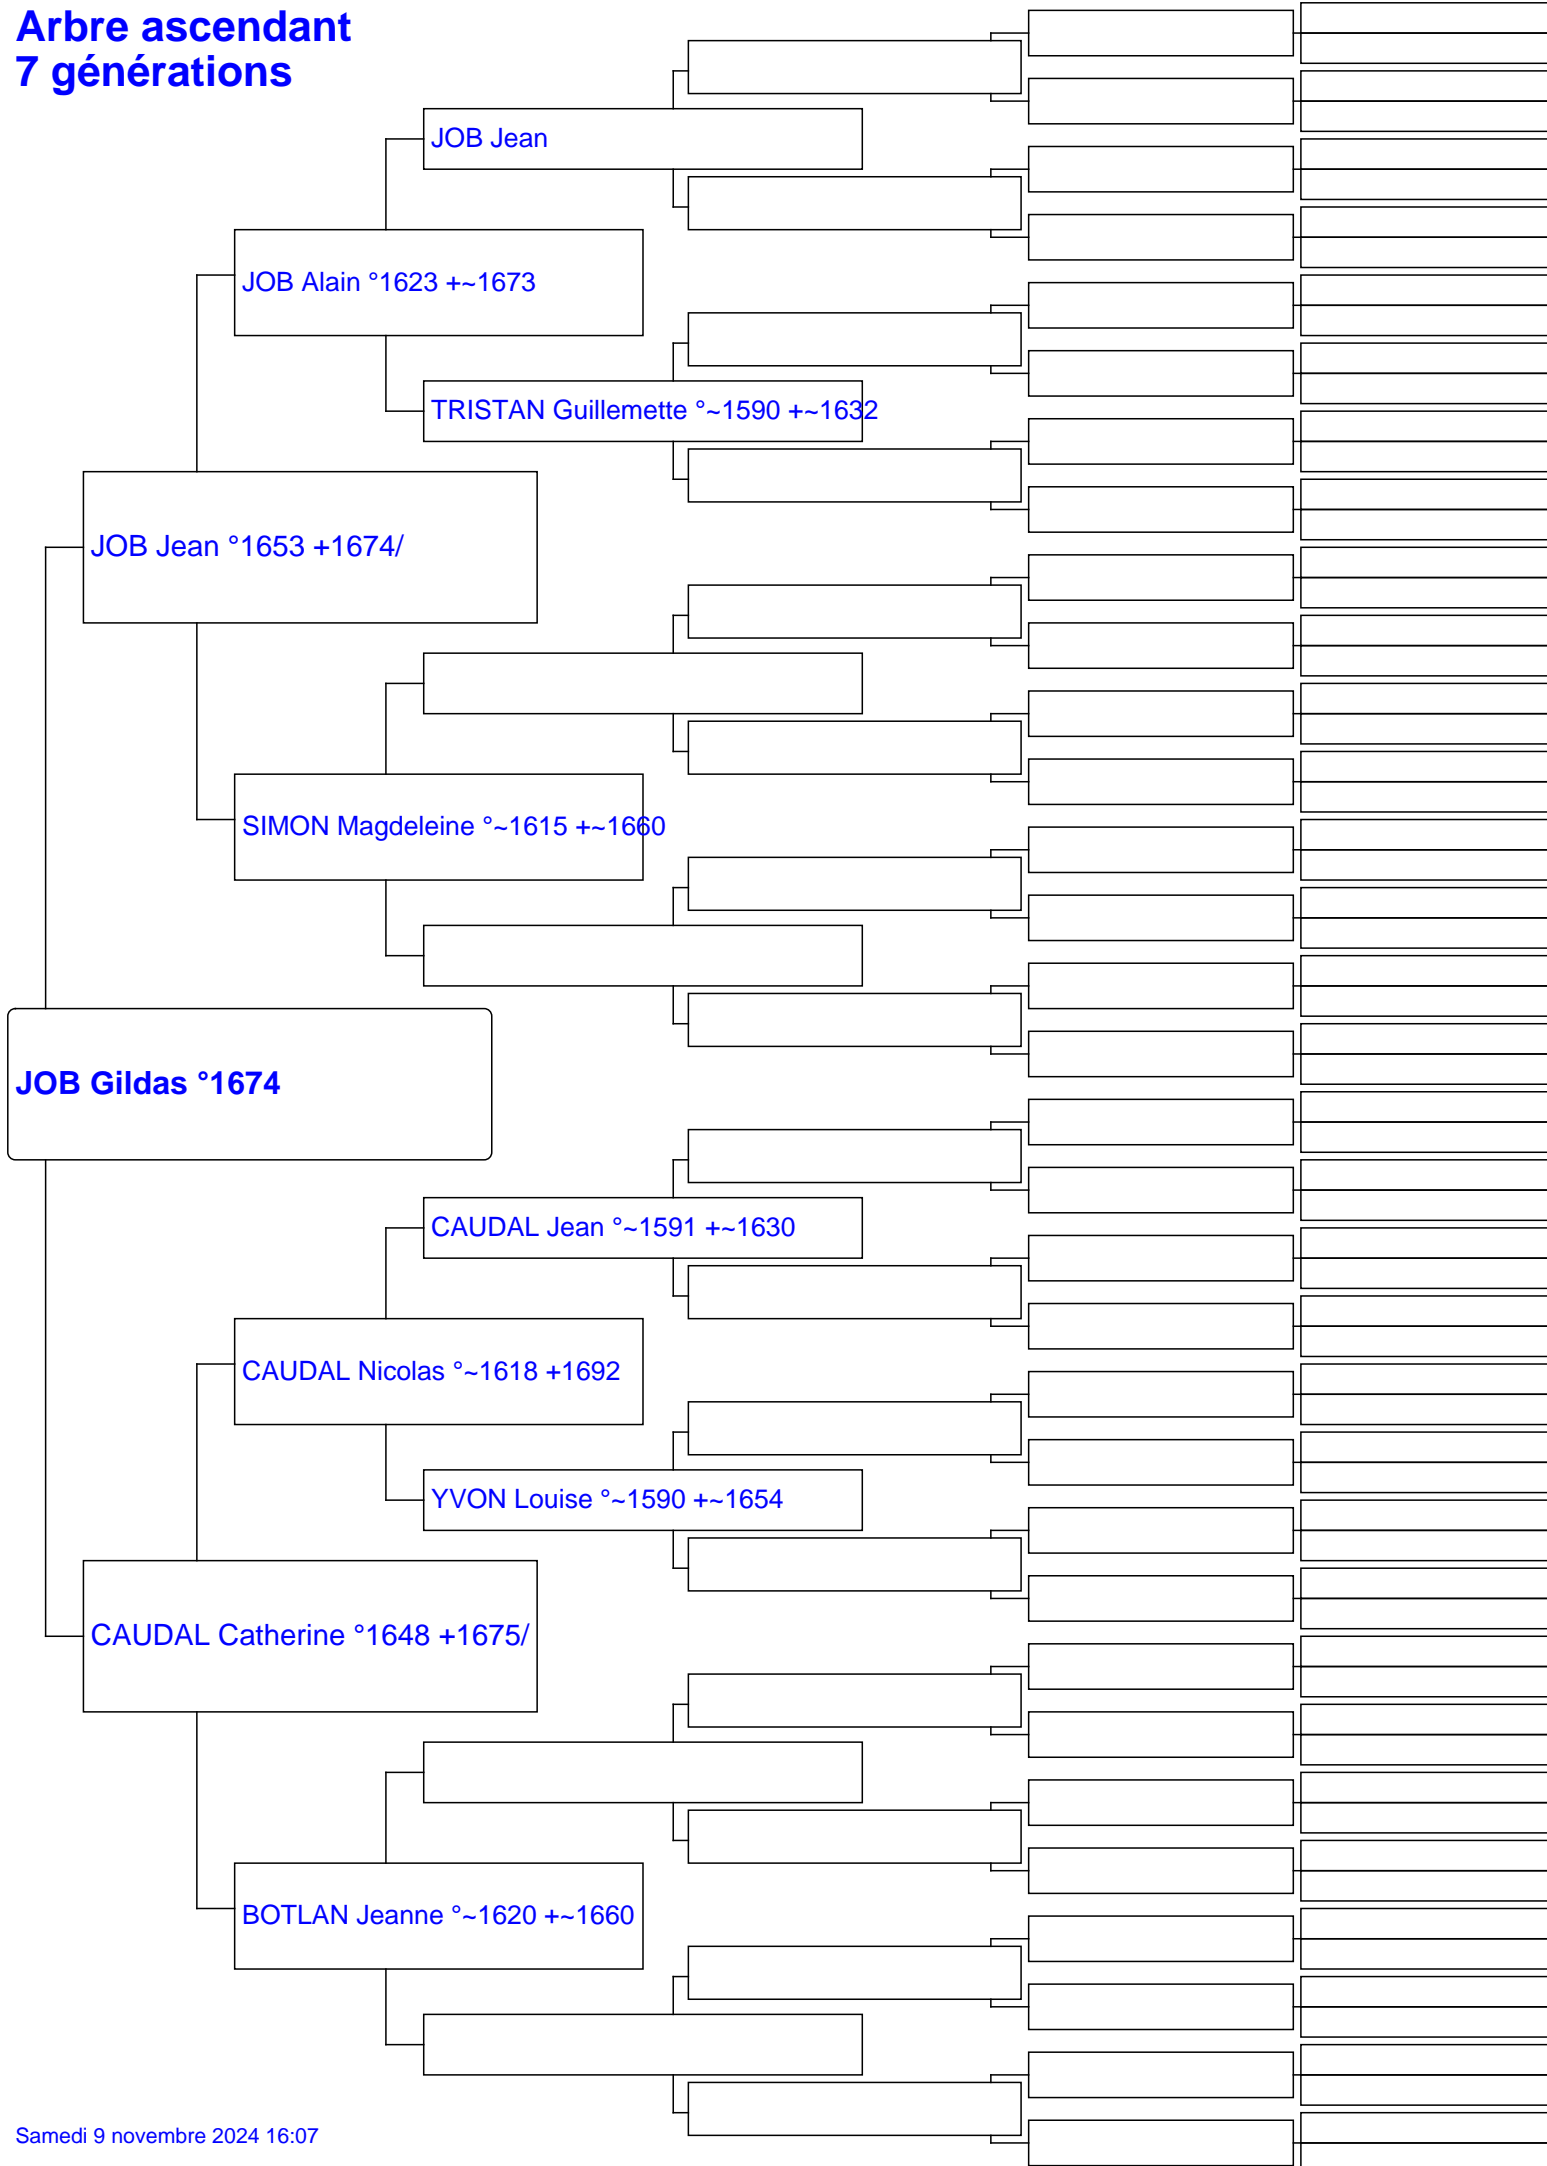 Arbre ascendant
7 générations
JOB Jean
JOB Alain °1623 +~1673
TRISTAN Guillemette °~1590 +~1632
JOB Jean °1653 +1674/
SIMON Magdeleine °~1615 +~1660
JOB Gildas °1674
CAUDAL Jean °~1591 +~1630
CAUDAL Nicolas °~1618 +1692
YVON Louise °~1590 +~1654
CAUDAL Catherine °1648 +1675/
BOTLAN Jeanne °~1620 +~1660
Samedi 9 novembre 2024 16:07